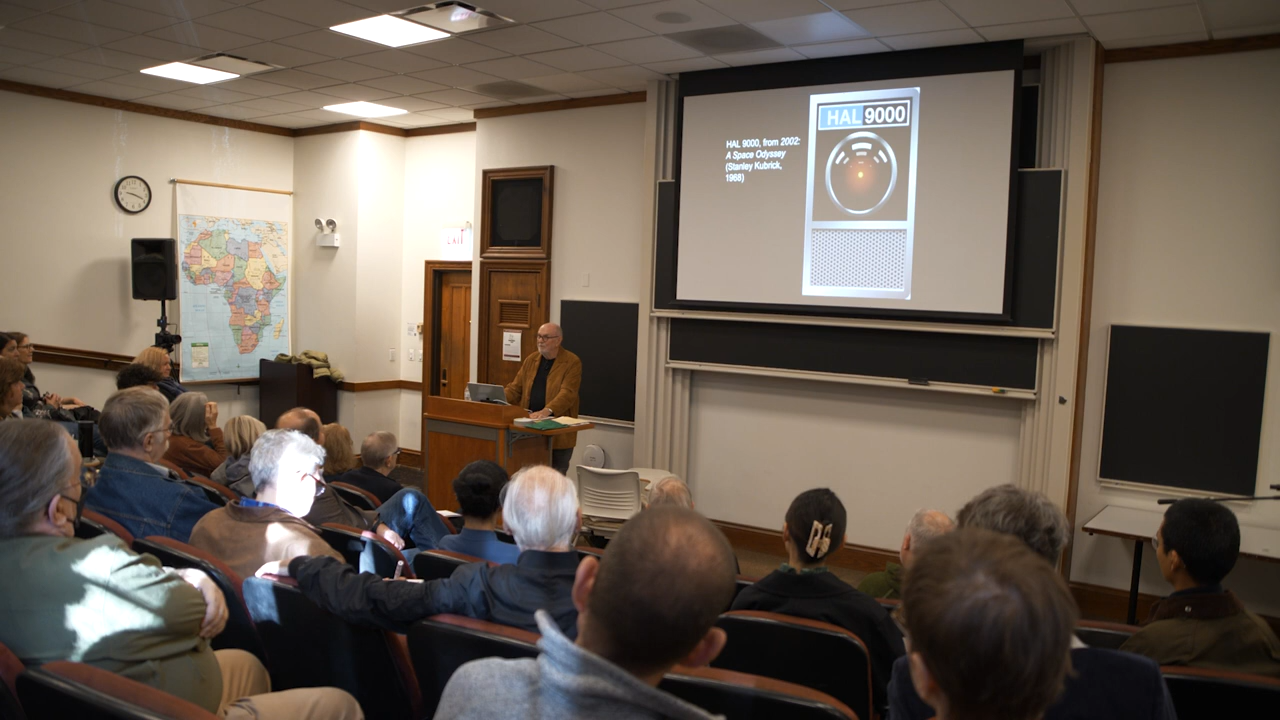 HAL 9000
HAL 9000, from 2002:
A Space Odyssey
(Stanley Kubrick,
1968)
EXIT